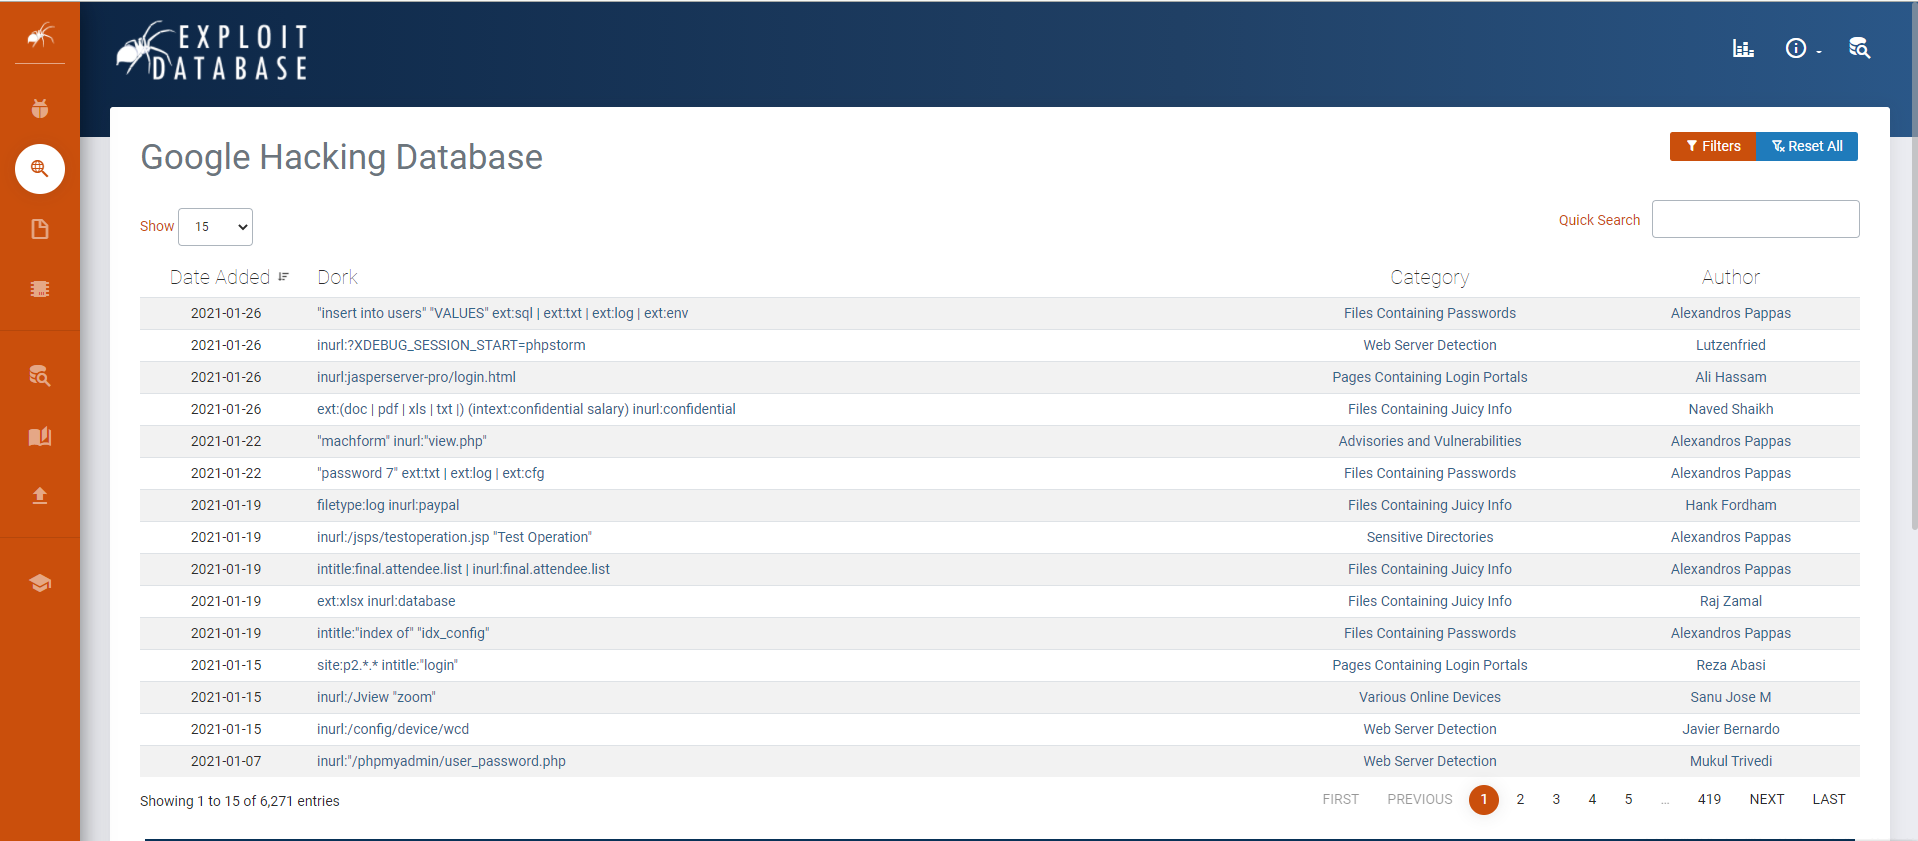 EXPLOIT
DATABASE
Google Hacking Database
Filters Reset All
Show 15 Quick Search
Date Added Dork Category Author
2021-01-26 "insert into users" "VALUES" ext:sql | ext:txt | ext:log | ext:env Files Containing Passwords Alexandros Pappas
2021-01-26 inurl:?XDEBUG_SESSION_START=phpstorm Web Server Detection Lutzenfried
2021-01-26 inurl:jasperserver-pro/login.html Pages Containing Login Portals Ali Hassam
2021-01-26 ext:(doc | pdf | xls | txt |) (intext:confidential salary) inurl:confidential Files Containing Juicy Info Naved Shaikh
2021-01-22 "machform" inurl:"view.php" Advisories and Vulnerabilities Alexandros Pappas
2021-01-22 "password 7" ext:txt | ext:log | ext:cfg Files Containing Passwords Alexandros Pappas
2021-01-19 filetype:log inurl:paypal Files Containing Juicy Info Hank Fordham
2021-01-19 inurl:/jsps/testoperation.jsp "Test Operation" Sensitive Directories Alexandros Pappas
2021-01-19 intitle:final.attendee.list | inurl:final.attendee.list Files Containing Juicy Info Alexandros Pappas
2021-01-19 ext:xlsx inurl:database Files Containing Juicy Info Raj Zamal
2021-01-19 intitle:"index of" "idx_config" Files Containing Passwords Alexandros Pappas
2021-01-15 site:p2.*.* intitle:"login" Pages Containing Login Portals Reza Abasi
2021-01-15 inurl:/Jview "zoom" Various Online Devices Sanu Jose M
2021-01-15 inurl:/config/device/wcd Web Server Detection Javier Bernardo
2021-01-07 inurl:"/phpmyadmin/user_password.php Web Server Detection Mukul Trivedi
Showing 1 to 15 of 6,271 entries FIRST PREVIOUS 1 2 3 4 5 … 419 NEXT LAST